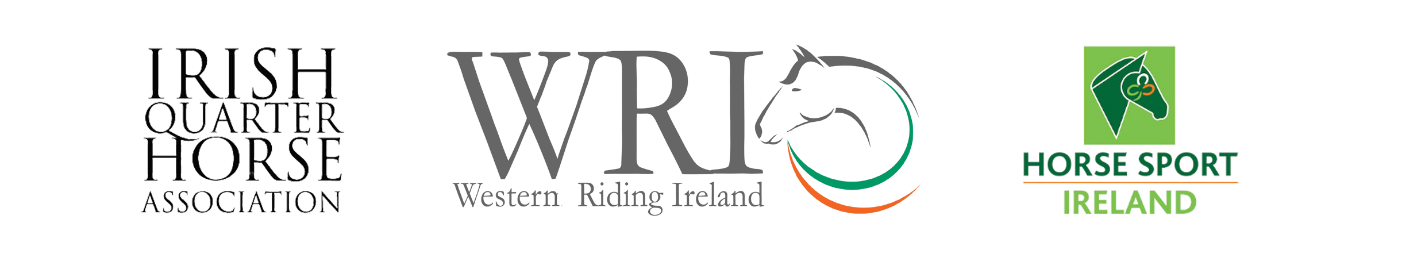 IRISH
QUARTER
HORSE
ASSOCIATION
WRI
Western Riding Ireland
HORSE SPORT
IRELAND